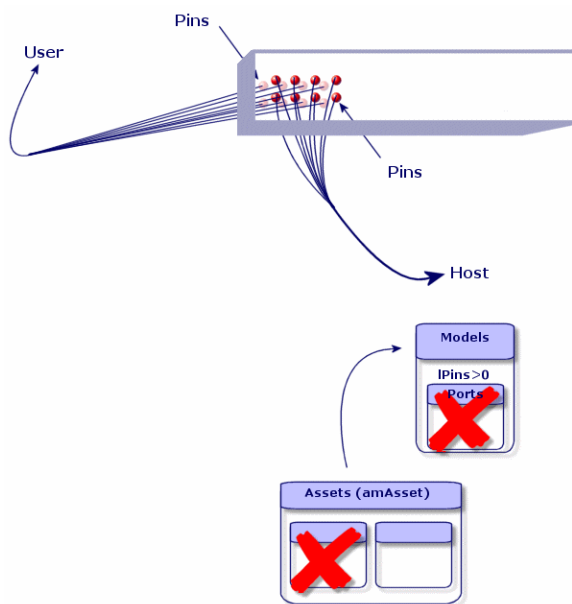 Pins
User
Pins
Host
Models
lPins>0
Ports
Assets (amAsset)